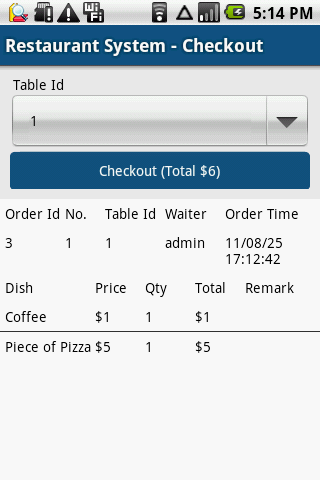 5:14 PM
Restaurant System - Checkout
Table Id
1
Checkout (Total $6)
Order Id No. Table Id Waiter Order Time
3 1 1 admin 11/08/25
17:12:42
Dish Price Qty Total Remark
Coffee $1 1 $1
Piece of Pizza $5 1 $5